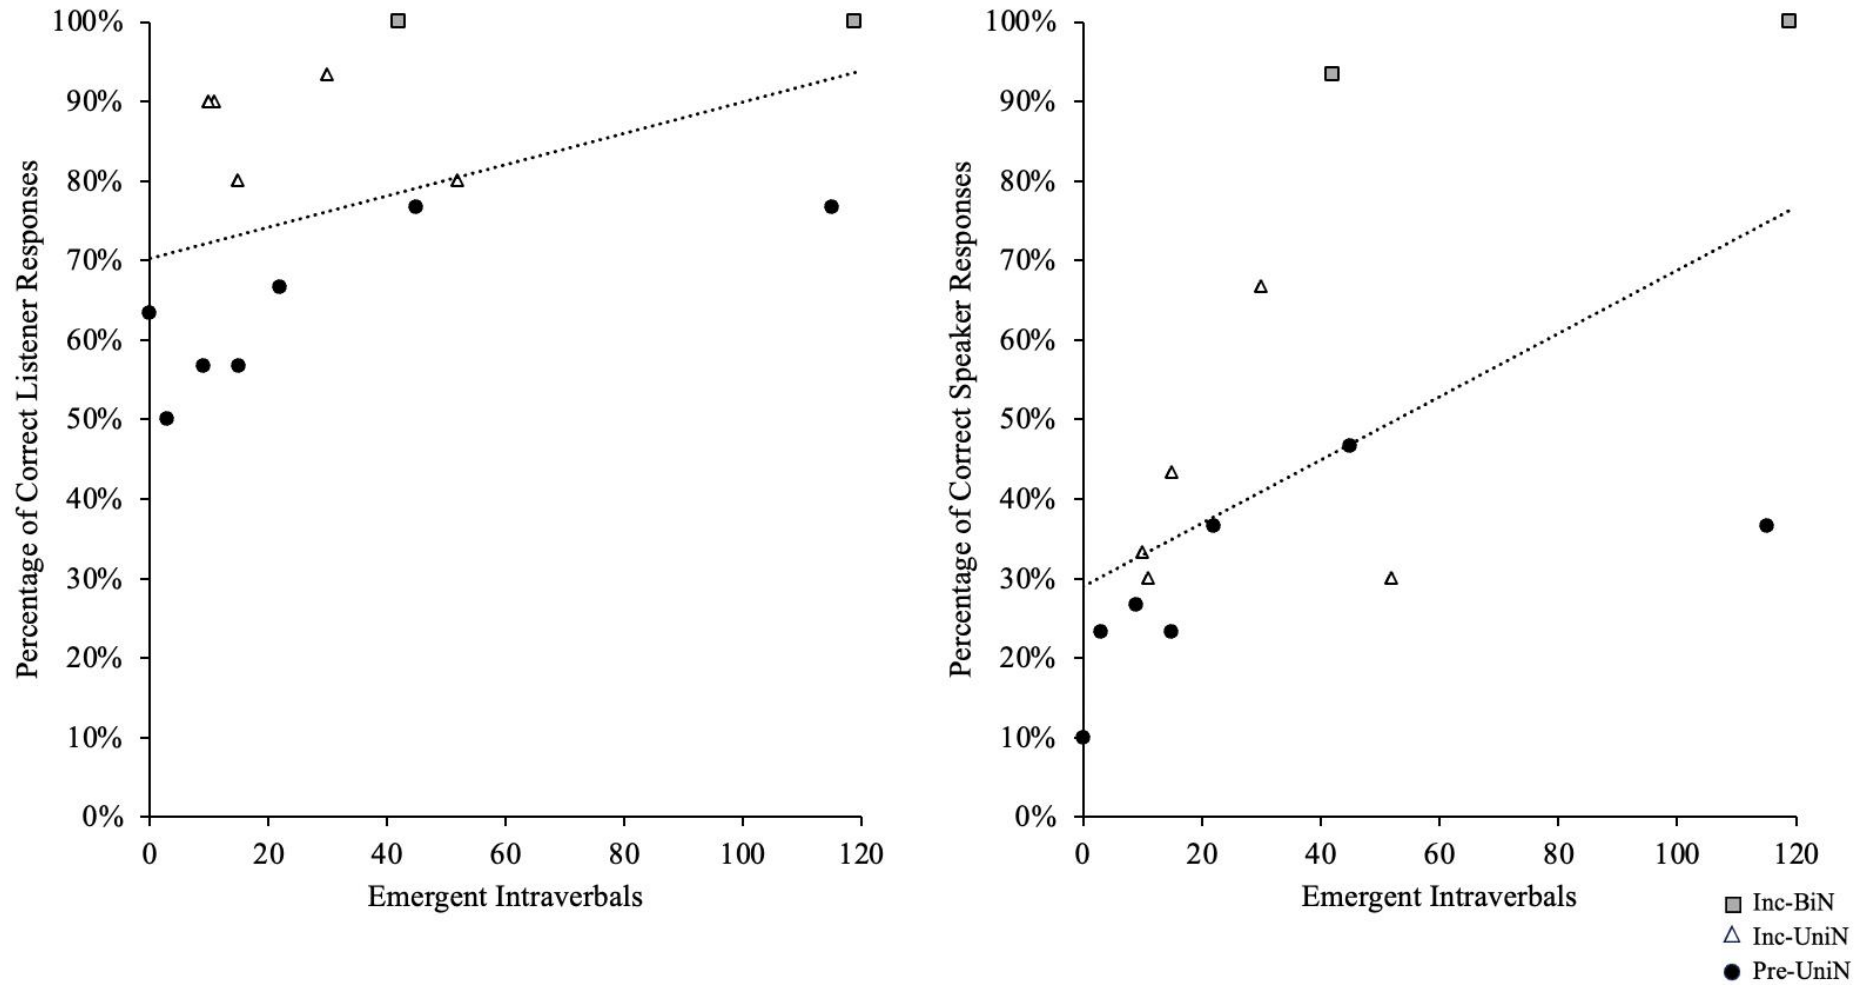 Percentage of Correct Listener Responses
100%
90%
80%
70%
60%
50%
40%
30%
20%
10%
0%
0 20 40 60 80 100 120
Emergent Intraverbals
Percentage of Correct Speaker Responses
100%
90%
80%
70%
60%
50%
40%
30%
20%
10%
0%
0 20 40 60 80 100 120
Emergent Intraverbals
Inc-BiN
Inc-UniN
Pre-UniN